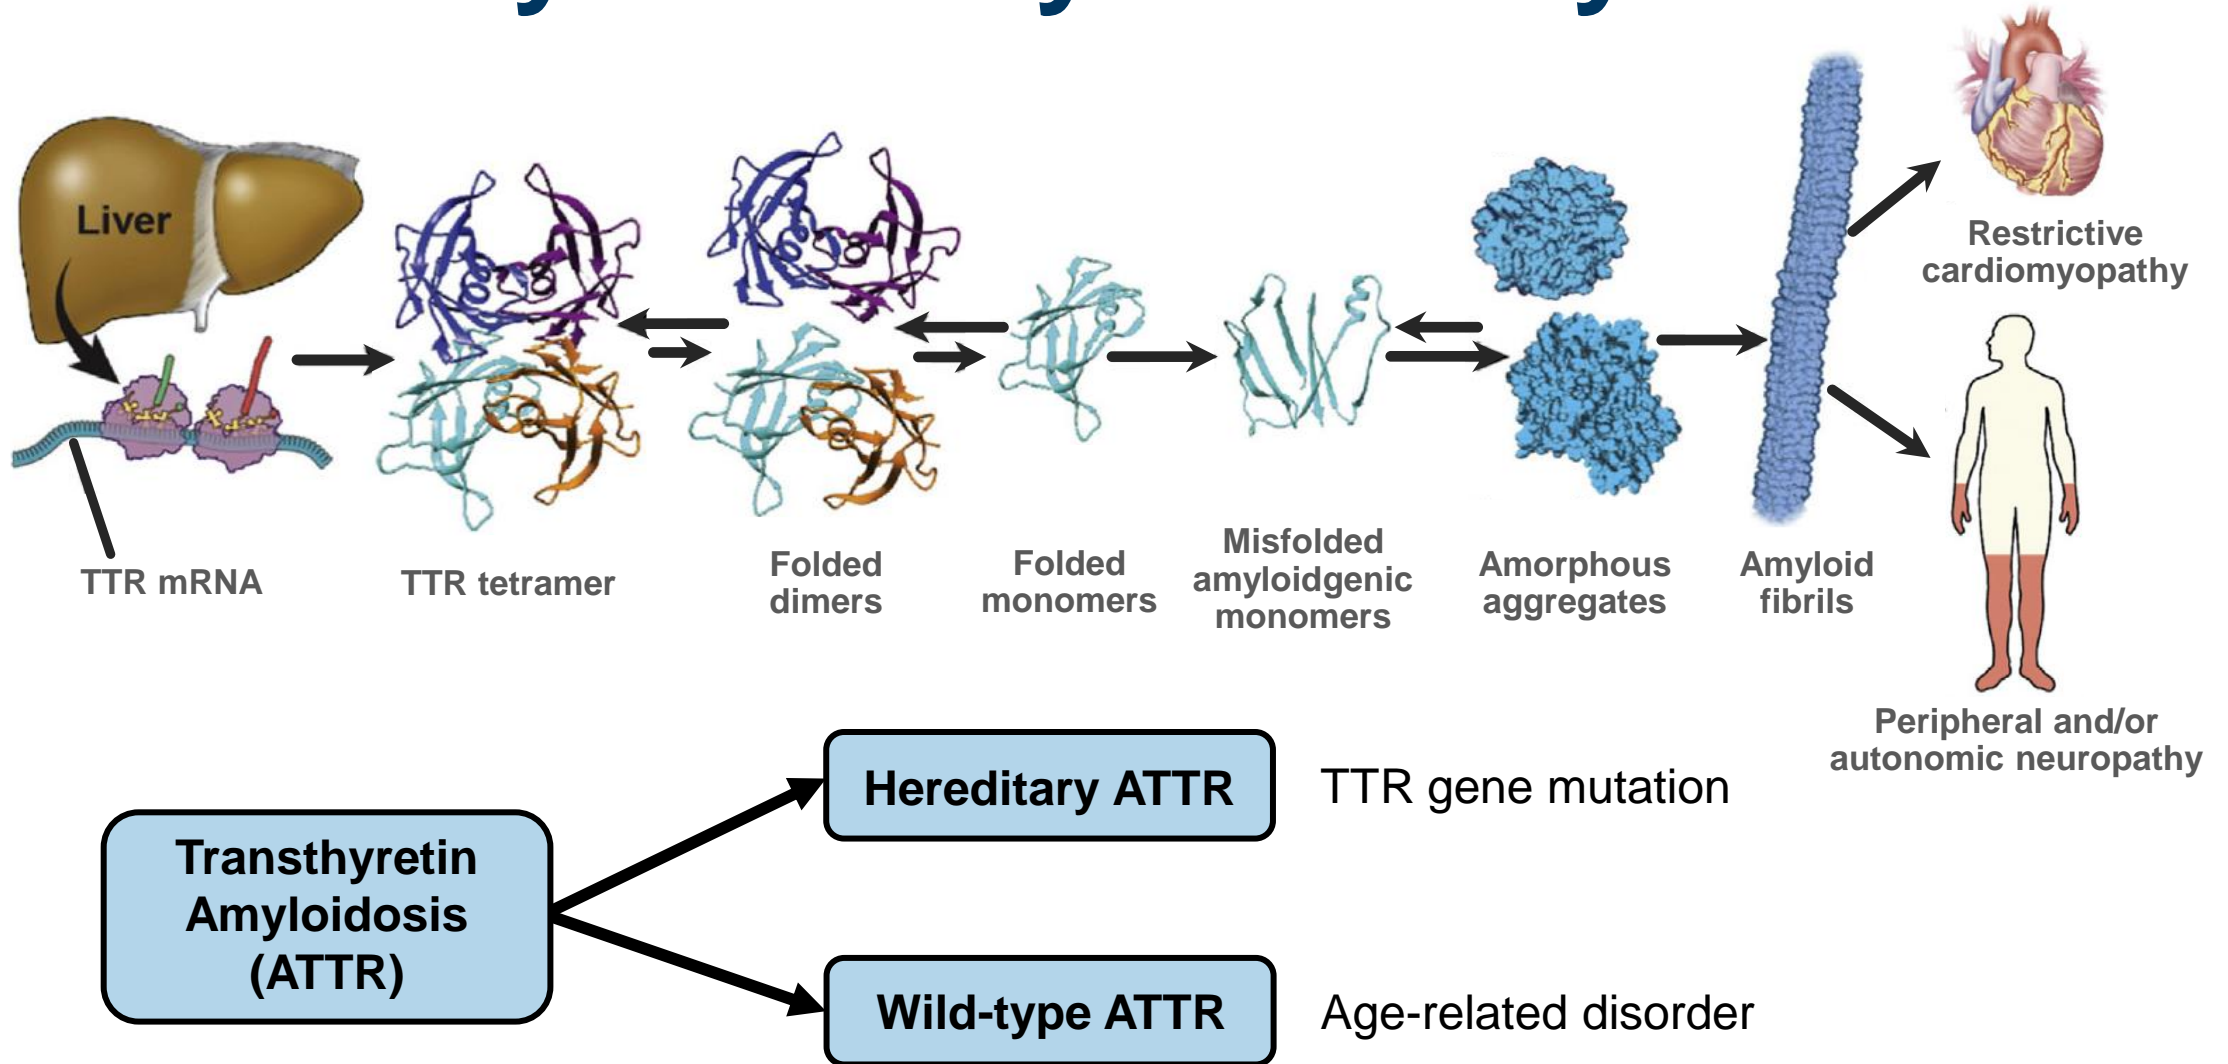 Liver
Restrictive
cardiomyopathy
TTR mRNA
TTR tetramer
Folded
dimers
Folded
monomers
Misfolded
amyloidgenic
monomers
Amorphous
aggregates
Amyloid
fibrils
Peripheral and/or
autonomic neuropathy
Transthyretin
Amyloidosis
(ATTR)
Hereditary ATTR
TTR gene mutation
Wild-type ATTR
Age-related disorder